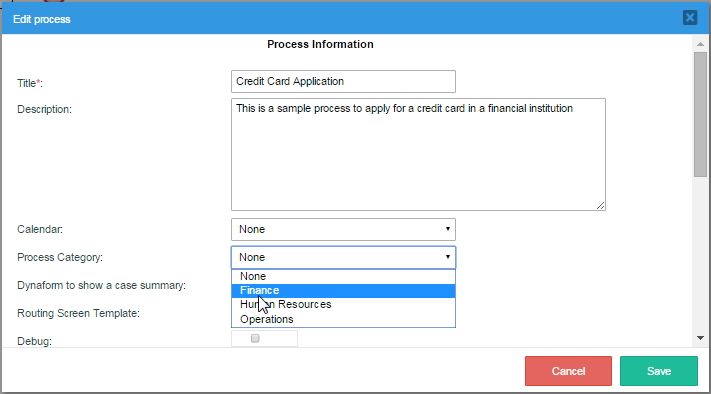 Edit process
Process Information
Title*:
Credit Card Application
Description:
This is a sample process to apply for a credit card in a financial institution
Calendar:
None
Process Category:
None
None
Finance
Human Resources
Operations
Dynaform to show a case summary:
Routing Screen Template:
Debug:
Cancel
Save